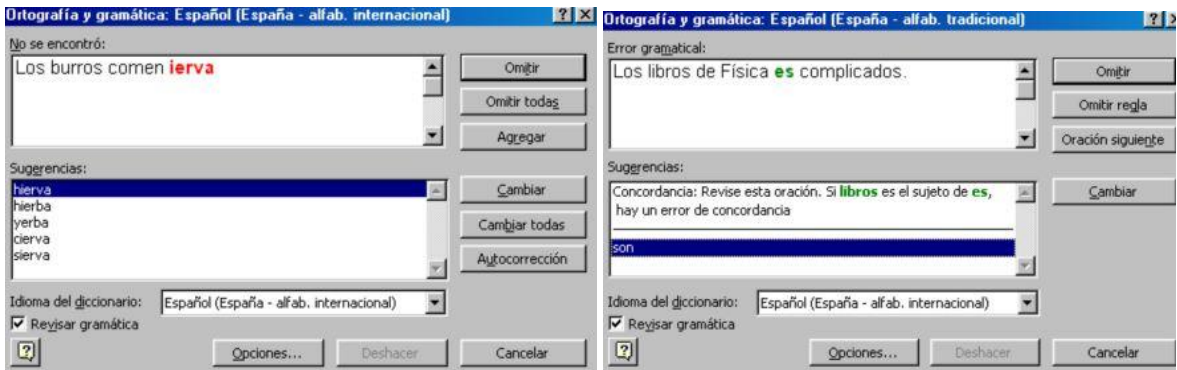 Ortografía y gramática: Español (España - alfab. internacional)
No se encontró:
Los burros comen ierva
Omitir
Omitir todas
Agregar
Sugerencias:
hierva
hierba
yerba
cierva
sierva
Cambiar
Cambiar todas
Autocorrección
Idioma del diccionario: Español (España - alfab. internacional)
Revisar gramática
Opciones... Deshacer Cancelar
Ortografía y gramática: Español (España - alfab. tradicional)
Error gramatical:
Los libros de Física es complicados.
Omitir
Omitir regla
Oración siguiente
Sugerencias:
Concordancia: Revise esta oración. Si libros es el sujeto de es,
hay un error de concordancia
son
Cambiar
Idioma del diccionario: Español (España - alfab. internacional)
Revisar gramática
Opciones... Deshacer Cancelar